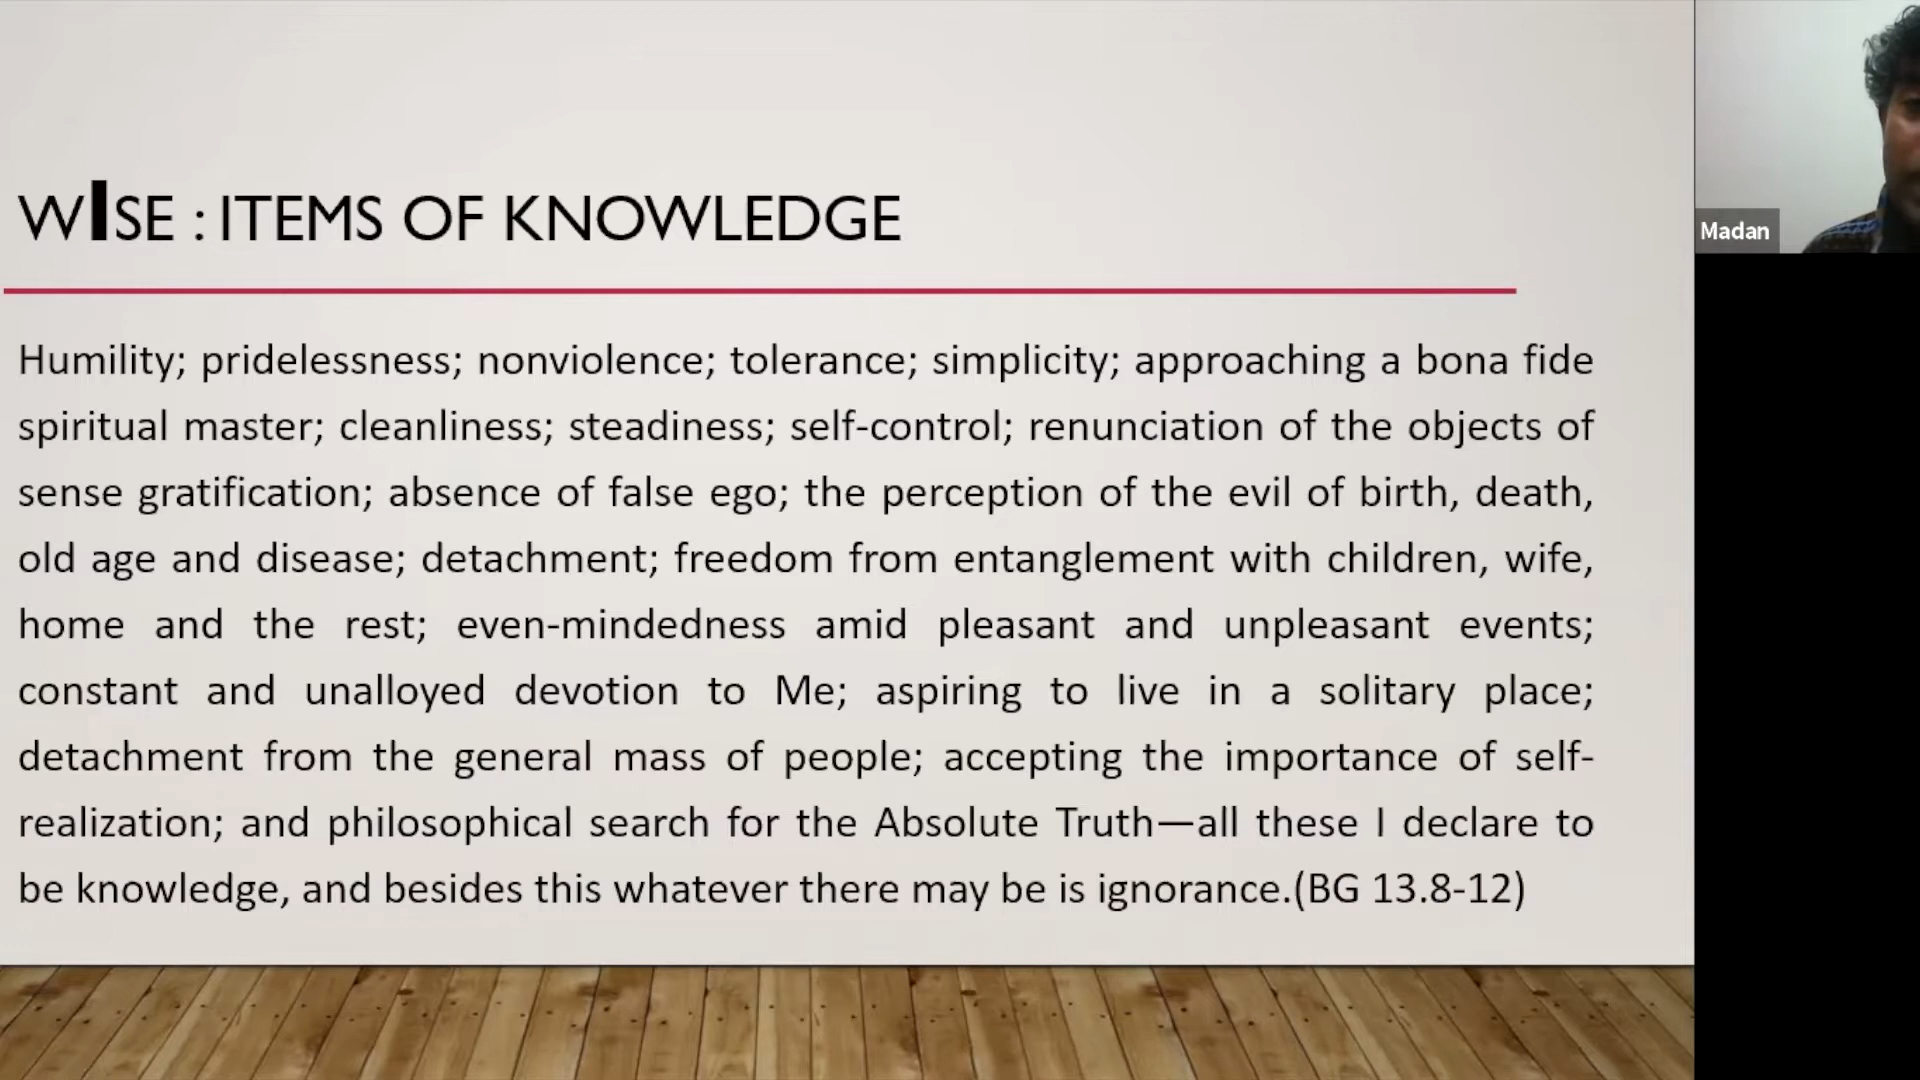 WISE : ITEMS OF KNOWLEDGE
Humility; pridelessness; nonviolence; tolerance; simplicity; approaching a bona fide
spiritual master; cleanliness; steadiness; self-control; renunciation of the objects of
sense gratification; absence of false ego; the perception of the evil of birth, death,
old age and disease; detachment; freedom from entanglement with children, wife,
home and the rest; even-mindedness amid pleasant and unpleasant events;
constant and unalloyed devotion to Me; aspiring to live in a solitary place;
detachment from the general mass of people; accepting the importance of self-
realization; and philosophical search for the Absolute Truth—all these I declare to
be knowledge, and besides this whatever there may be is ignorance.(BG 13.8-12)
Madan